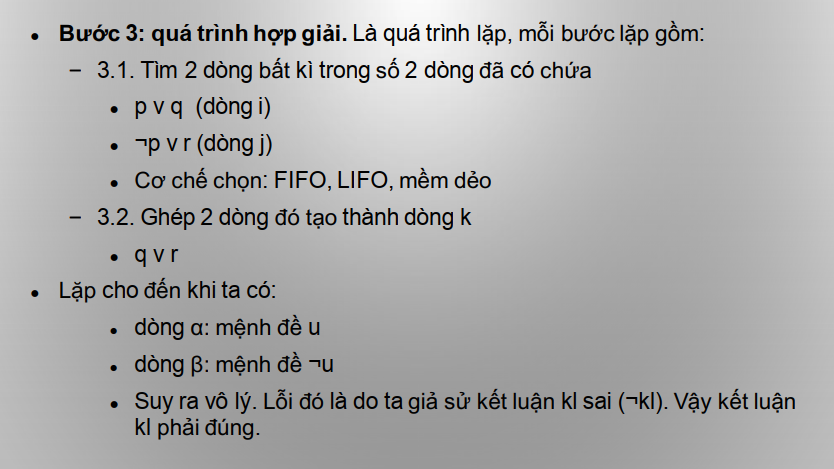 • Bước 3: quá trình hợp giải. Là quá trình lặp, mỗi bước lặp gồm:
– 3.1. Tìm 2 dòng bất kì trong số 2 dòng đã có chứa
• p v q (dòng i)
• ¬p v r (dòng j)
• Cơ chế chọn: FIFO, LIFO, mềm dẻo
– 3.2. Ghép 2 dòng đó tạo thành dòng k
• q v r
• Lặp cho đến khi ta có:
• dòng α: mệnh đề u
• dòng β: mệnh đề ¬u
• Suy ra vô lý. Lỗi đó là do ta giả sử kết luận kl sai (¬kl). Vậy kết luận
kl phải đúng.